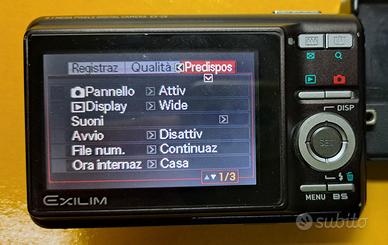 Registraz Qualità Predispos
Pannello Attiv
Display Wide
Suoni
Avvio Disattiv
File num. Continuaz
Ora internaz Casa
1/3
DISP
SET
MENU BS
EXILIM
subito